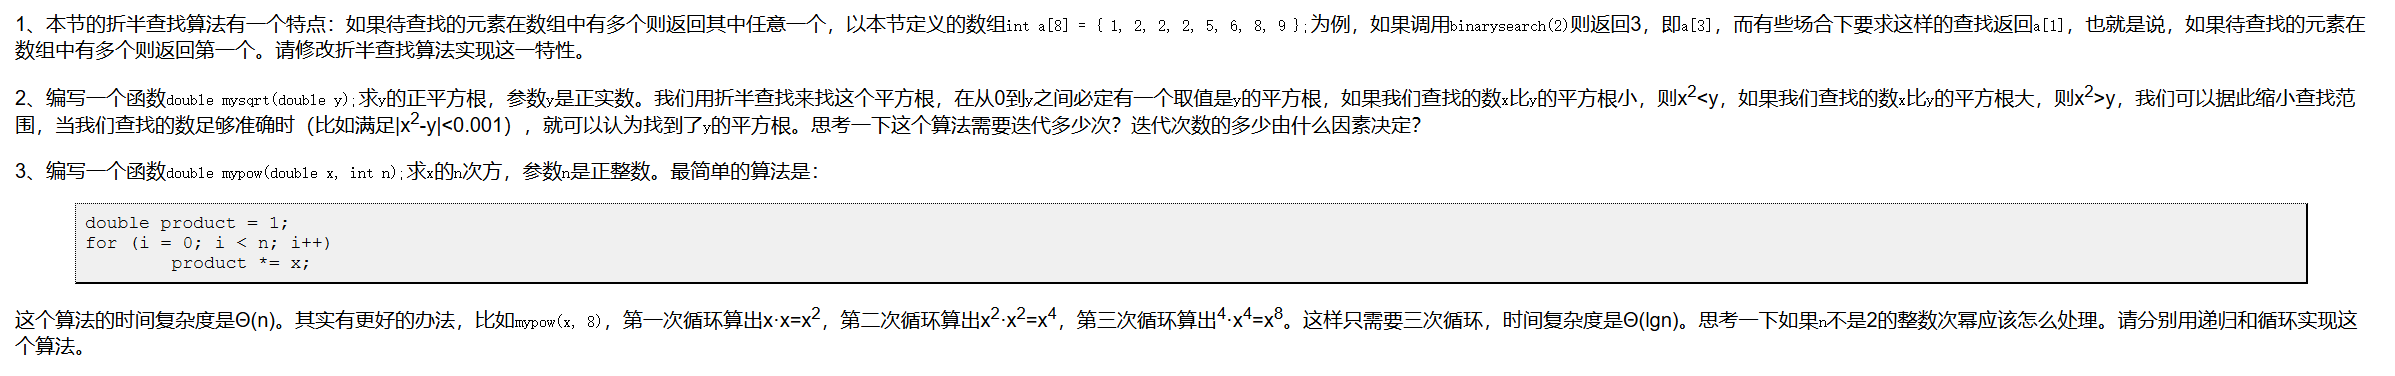 1、本节的折半查找算法有一个特点：如果待查找的元素在数组中有多个则返回其中任意一个，以本节定义的数组int a[8] = { 1, 2, 2, 2, 5, 6, 8, 9 };为例，如果调用binarysearch(2)则返回3，即a[3]，而有些场合下要求这样的查找返回a[1]，也就是说，如果待查找的元素在
数组中有多个则返回第一个。请修改折半查找算法实现这一特性。
2、编写一个函数double mysqrt(double y);求y的正平方根，参数y是正实数。我们用折半查找来找这个平方根，在从0到y之间必定有一个取值是y的平方根，如果我们查找的数x比y的平方根小，则x²<y，如果我们查找的数x比y的平方根大，则x²>y，我们可以据此缩小查找范
围，当我们查找的数足够准确时（比如满足|x²-y|<0.001），就可以认为找到了y的平方根。思考一下这个算法需要迭代多少次？迭代次数的多少由什么因素决定？
3、编写一个函数double mypow(double x, int n);求x的n次方，参数n是正整数。最简单的算法是：
double product = 1;
for (i = 0; i < n; i++)
        product *= x;
这个算法的时间复杂度是Θ(n)。其实有更好的办法，比如mypow(x, 8)，第一次循环算出x·x=x²，第二次循环算出x²·x²=x⁴，第三次循环算出⁴·x⁴=x⁸。这样只需要三次循环，时间复杂度是Θ(lgn)。思考一下如果n不是2的整数次幂应该怎么处理。请分别用递归和循环实现这
个算法。